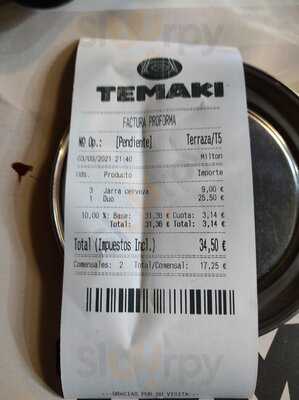 TEMAKI
FACTURA PROFORMA
NO Op.: [Pendiente] Terraza/T5
03/09/2021 21:40 Milton
Uds. Producto Importe
3 Jarra cerveza 9,00 €
1 Duo 25,50 €
10,00 % Base: 31,36 € Cuota: 3,14 €
Total: 31,36 € Total: 3,14 €
Total (Impuestos Incl.) 34,50 €
Comensales: 2 Total/Comensal: 17,25 €
---GRACIAS POR SU VISITA---